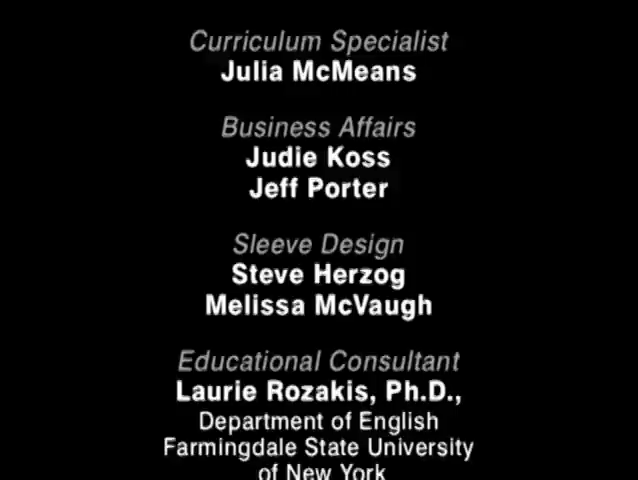 Curriculum Specialist
Julia McMeans
Business Affairs
Judie Koss
Jeff Porter
Sleeve Design
Steve Herzog
Melissa McVaugh
Educational Consultant
Laurie Rozakis, Ph.D.,
Department of English
Farmingdale State University
of New York